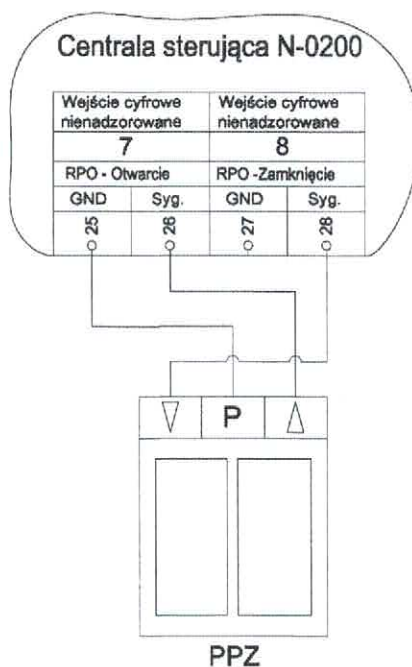 Centrala sterująca N-0200
Wejście cyfrowe nienadzorowane
Wejście cyfrowe nienadzorowane
7
8
RPO - Otwarcie
RPO -Zamknięcie
GND
Syg.
GND
Syg.
25
26
27
28
P
PPZ